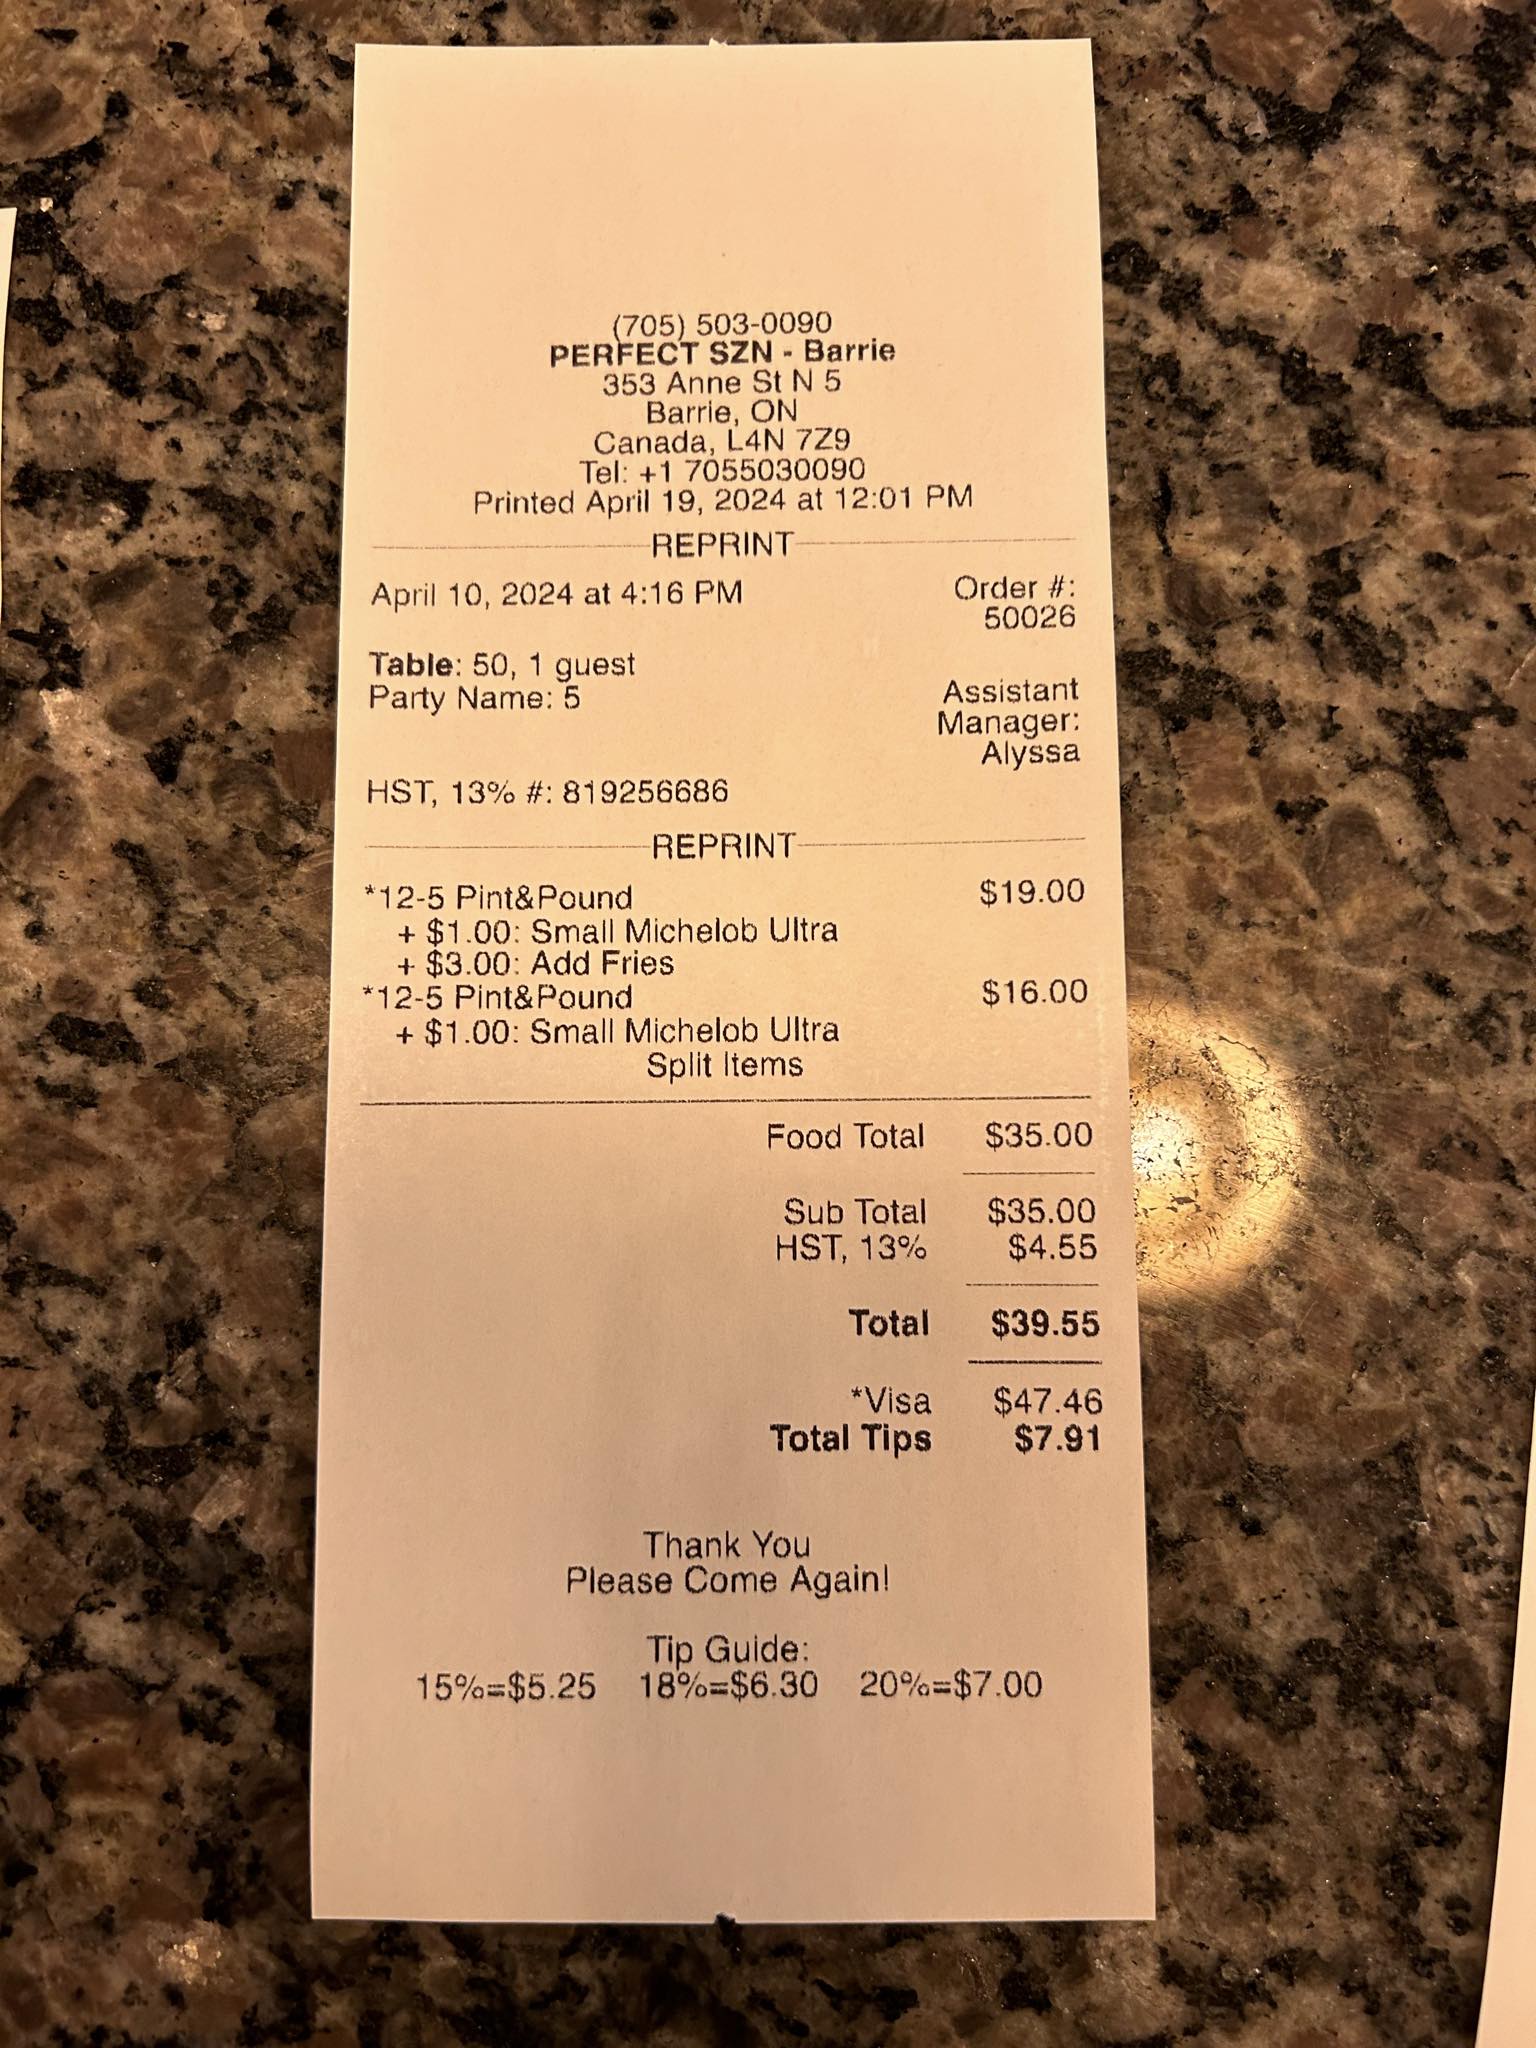 (705) 503-0090
PERFECT SZN - Barrie
353 Anne St N 5
Barrie, ON
Canada, L4N 7Z9
Tel: +1 7055030090
Printed April 19, 2024 at 12:01 PM
REPRINT
April 10, 2024 at 4:16 PM Order #:
50026
Table: 50, 1 guest
Party Name: 5 Assistant
Manager:
Alyssa
HST, 13% #: 819256686
REPRINT
*12-5 Pint&Pound $19.00
+ $1.00: Small Michelob Ultra
+ $3.00: Add Fries
*12-5 Pint&Pound $16.00
+ $1.00: Small Michelob Ultra
Split Items
Food Total $35.00
Sub Total $35.00
HST, 13% $4.55
Total $39.55
*Visa $47.46
Total Tips $7.91
Thank You
Please Come Again!
Tip Guide:
15%=$5.25 18%=$6.30 20%=$7.00